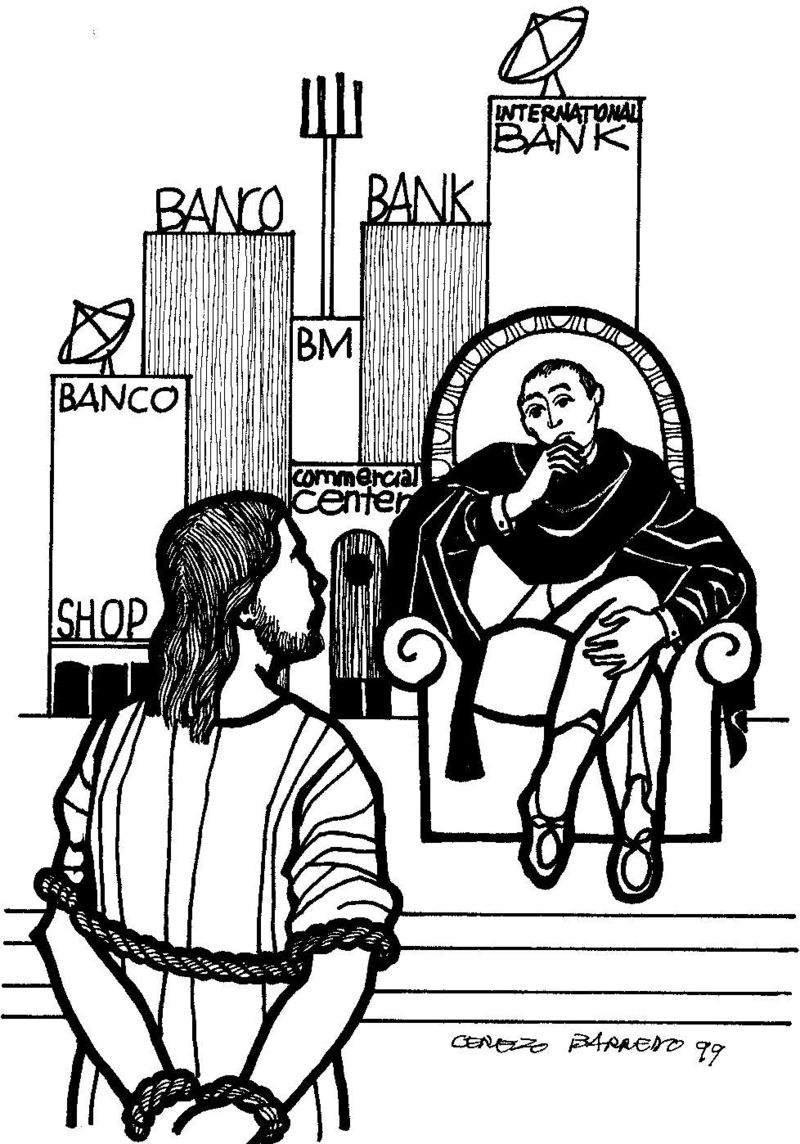 INTERNATIONAL
BANK
BANCO
BANK
BM
BANCO
commercial
center
SHOP
CEREZO BARREDO 99